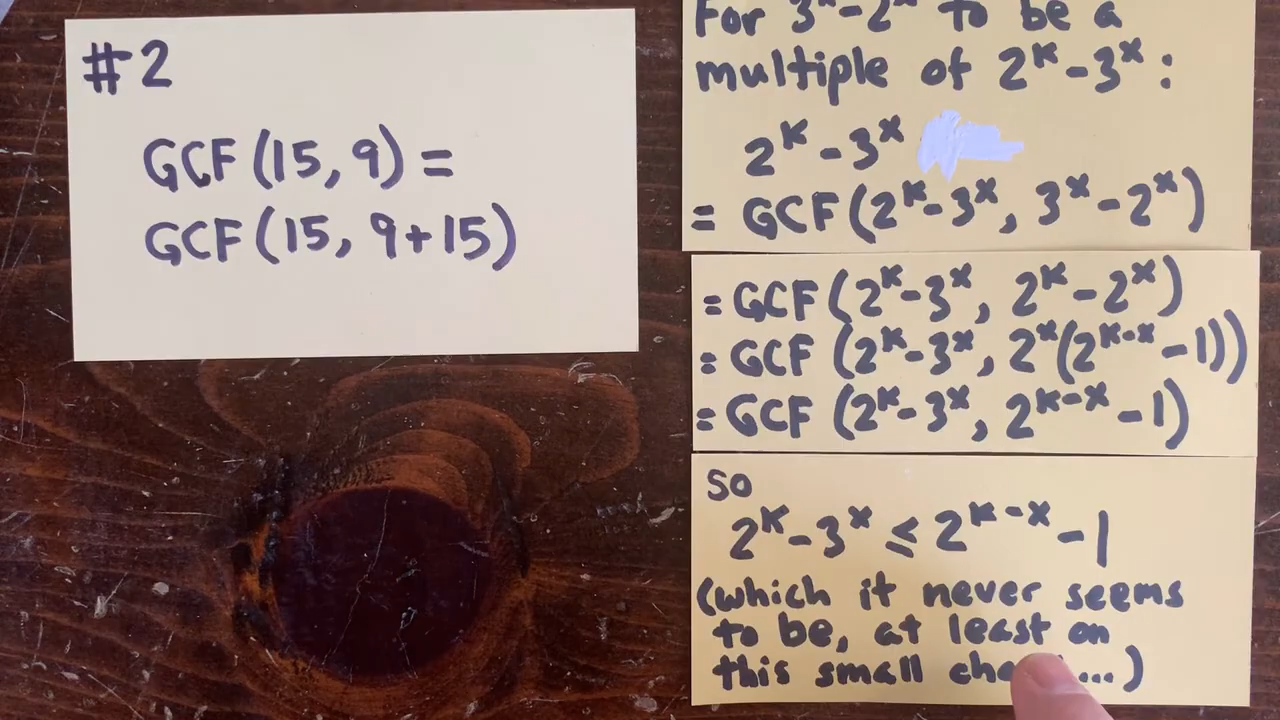 #2
GCF (15, 9) =
GCF (15, 9+15)
For 3ˣ-2ˣ to be a
multiple of 2ᴷ-3ˣ:
2ᴷ-3ˣ
= GCF (2ᴷ-3ˣ, 3ˣ-2ˣ)
= GCF (2ᴷ-3ˣ, 2ᴷ-2ˣ)
= GCF (2ᴷ-3ˣ, 2ˣ(2ᴷ⁻ˣ-1))
= GCF (2ᴷ-3ˣ, 2ᴷ⁻ˣ-1)
so
2ᴷ-3ˣ ≤ 2ᴷ⁻ˣ-1
(which it never seems
to be, at least on
this small ...)